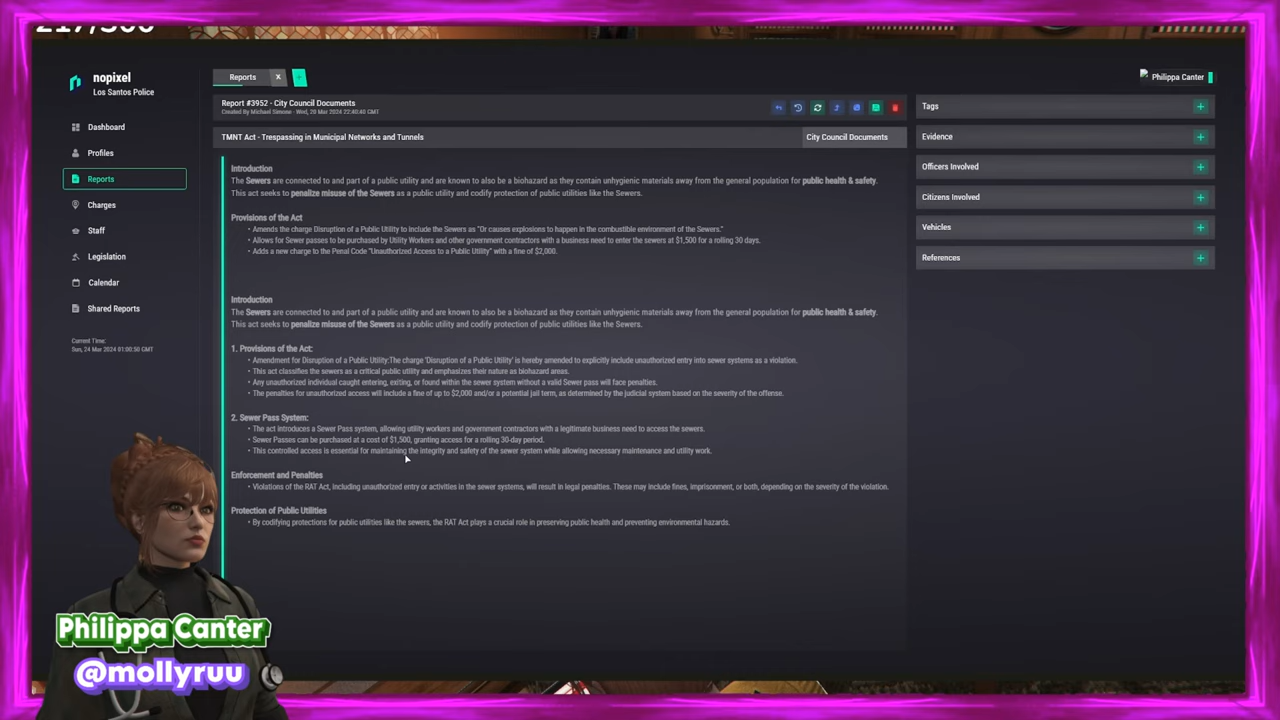 217/300
nopixel
Los Santos Police
Dashboard
Profiles
Reports
Charges
Staff
Legislation
Calendar
Shared Reports
Current Time:
Sun, 24 Mar 2024 01:00:50 GMT
Reports x +
Philippa Canter
Report #3952 - City Council Documents
Created By Michael Simone - Wed, 20 Mar 2024 22:40:40 GMT
TMNT Act - Trespassing in Municipal Networks and Tunnels
City Council Documents
Introduction
The Sewers are connected to and part of a public utility and are known to also be a biohazard as they contain unhygienic materials away from the general population for public health & safety.
This act seeks to penalize misuse of the Sewers as a public utility and codify protection of public utilities like the Sewers.
Provisions of the Act
• Amends the charge Disruption of a Public Utility to include the Sewers as "Or causes explosions to happen in the combustible environment of the Sewers."
• Allows for Sewer passes to be purchased by Utility Workers and other government contractors with a business need to enter the sewers at $1,500 for a rolling 30 days.
• Adds a new charge to the Penal Code "Unauthorized Access to a Public Utility" with a fine of $2,000.
Introduction
The Sewers are connected to and part of a public utility and are known to also be a biohazard as they contain unhygienic materials away from the general population for public health & safety.
This act seeks to penalize misuse of the Sewers as a public utility and codify protection of public utilities like the Sewers.
1. Provisions of the Act:
• Amendment for Disruption of a Public Utility:The charge 'Disruption of a Public Utility' is hereby amended to explicitly include unauthorized entry into sewer systems as a violation.
• This act classifies the sewers as a critical public utility and emphasizes their nature as biohazard areas.
• Any unauthorized individual caught entering, exiting, or found within the sewer system without a valid Sewer pass will face penalties.
• The penalties for unauthorized access will include a fine of up to $2,000 and/or a potential jail term, as determined by the judicial system based on the severity of the offense.
2. Sewer Pass System:
• The act introduces a Sewer Pass system, allowing utility workers and government contractors with a legitimate business need to access the sewers.
• Sewer Passes can be purchased at a cost of $1,500, granting access for a rolling 30-day period.
• This controlled access is essential for maintaining the integrity and safety of the sewer system while allowing necessary maintenance and utility work.
Enforcement and Penalties
• Violations of the RAT Act, including unauthorized entry or activities in the sewer systems, will result in legal penalties. These may include fines, imprisonment, or both, depending on the severity of the violation.
Protection of Public Utilities
• By codifying protections for public utilities like the sewers, the RAT Act plays a crucial role in preserving public health and preventing environmental hazards.
Tags +
Evidence +
Officers Involved +
Citizens Involved +
Vehicles +
References +
Philippa Canter
@mollyruu